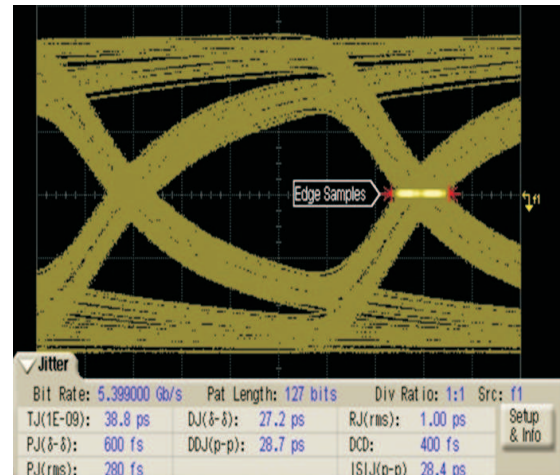 Edge Samples
f1
Jitter
Bit Rate: 5.399000 Gb/s Pat Length: 127 bits Div Ratio: 1:1 Src: f1
TJ(1E-09): 38.8 ps DJ(δ-δ): 27.2 ps RJ(rms): 1.00 ps
PJ(δ-δ): 600 fs DDJ(p-p): 28.7 ps DCD: 400 fs
PJ(rms): 280 fs ISIJ(p-p) 28.4 ps
Setup
& Info